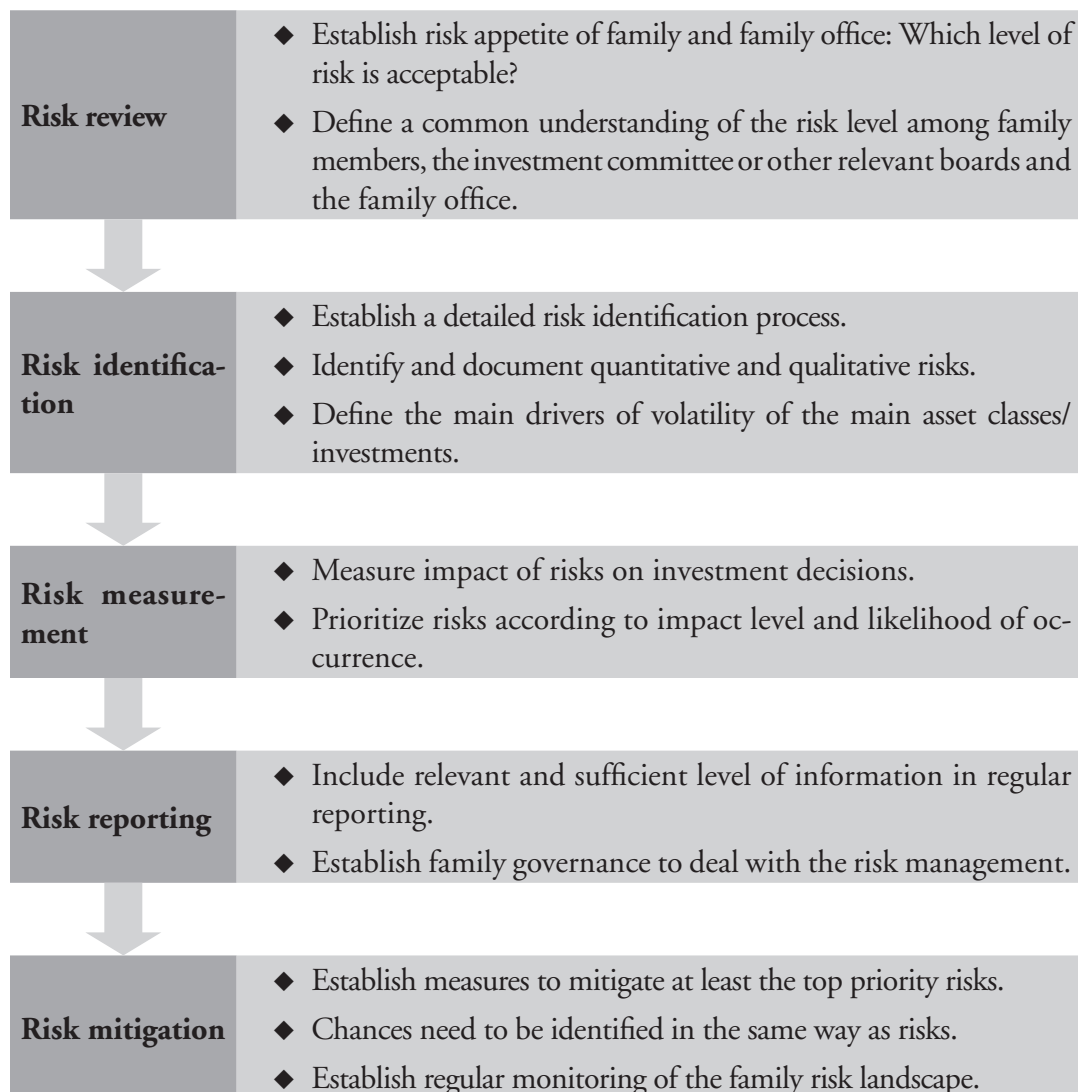 Risk review
◆ Establish risk appetite of family and family office: Which level of
risk is acceptable?
◆ Define a common understanding of the risk level among family
members, the investment committee or other relevant boards and
the family office.
Risk identifica-
tion
◆ Establish a detailed risk identification process.
◆ Identify and document quantitative and qualitative risks.
◆ Define the main drivers of volatility of the main asset classes/
investments.
Risk measure-
ment
◆ Measure impact of risks on investment decisions.
◆ Prioritize risks according to impact level and likelihood of oc-
currence.
Risk reporting
◆ Include relevant and sufficient level of information in regular
reporting.
◆ Establish family governance to deal with the risk management.
Risk mitigation
◆ Establish measures to mitigate at least the top priority risks.
◆ Chances need to be identified in the same way as risks.
◆ Establish regular monitoring of the family risk landscape.